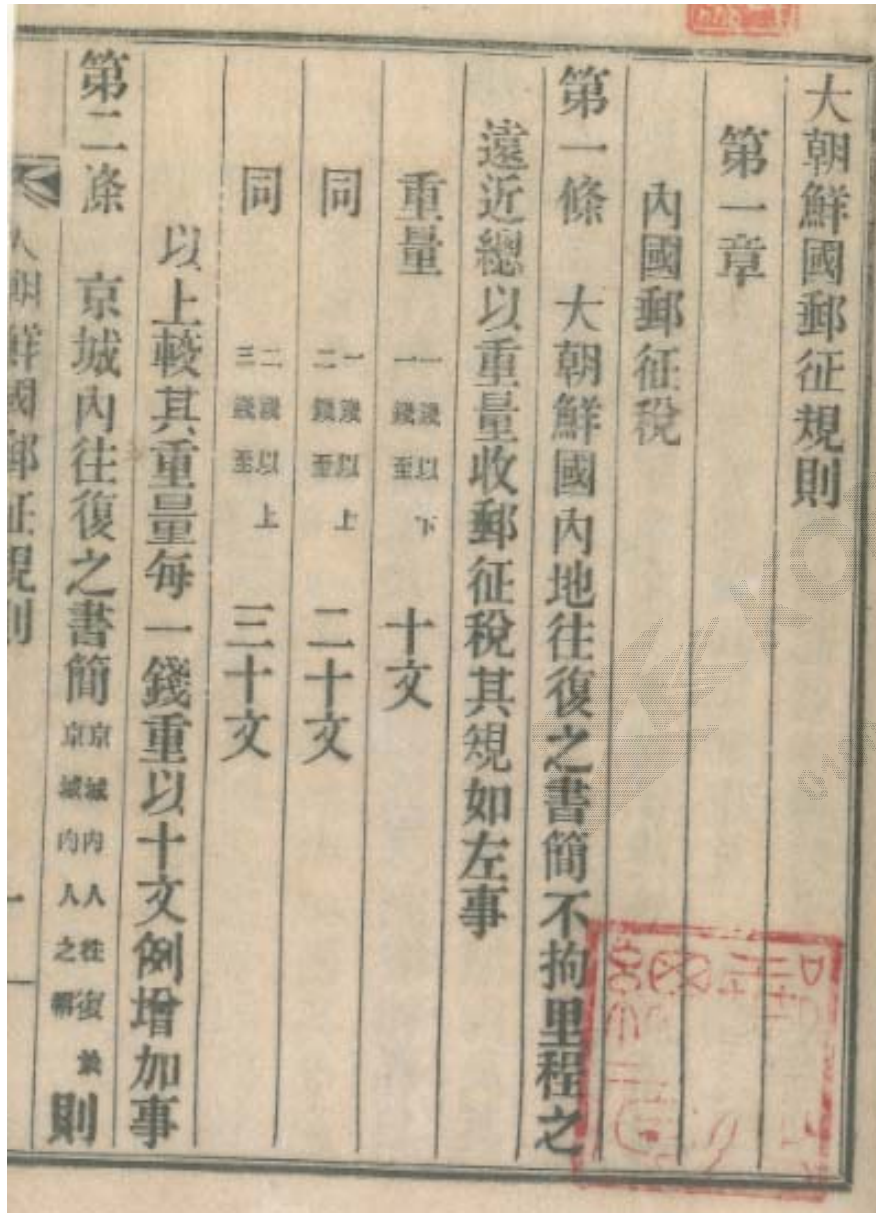 大朝鮮國郵征規則
第一章
內國郵征稅
第一條 大朝鮮國內地往復之書簡不拘里程之
遠近總以重量收郵征稅其規如左事
重量 一錢以下 一錢至 十文
同 一錢以上 二錢至 二十文
同 二錢以上 三錢至 三十文
以上較其重量每一錢重以十文例增加事
第二條 京城內往復之書簡 京城內人往復 京城內人之 則
大朝鮮國郵征規則 一